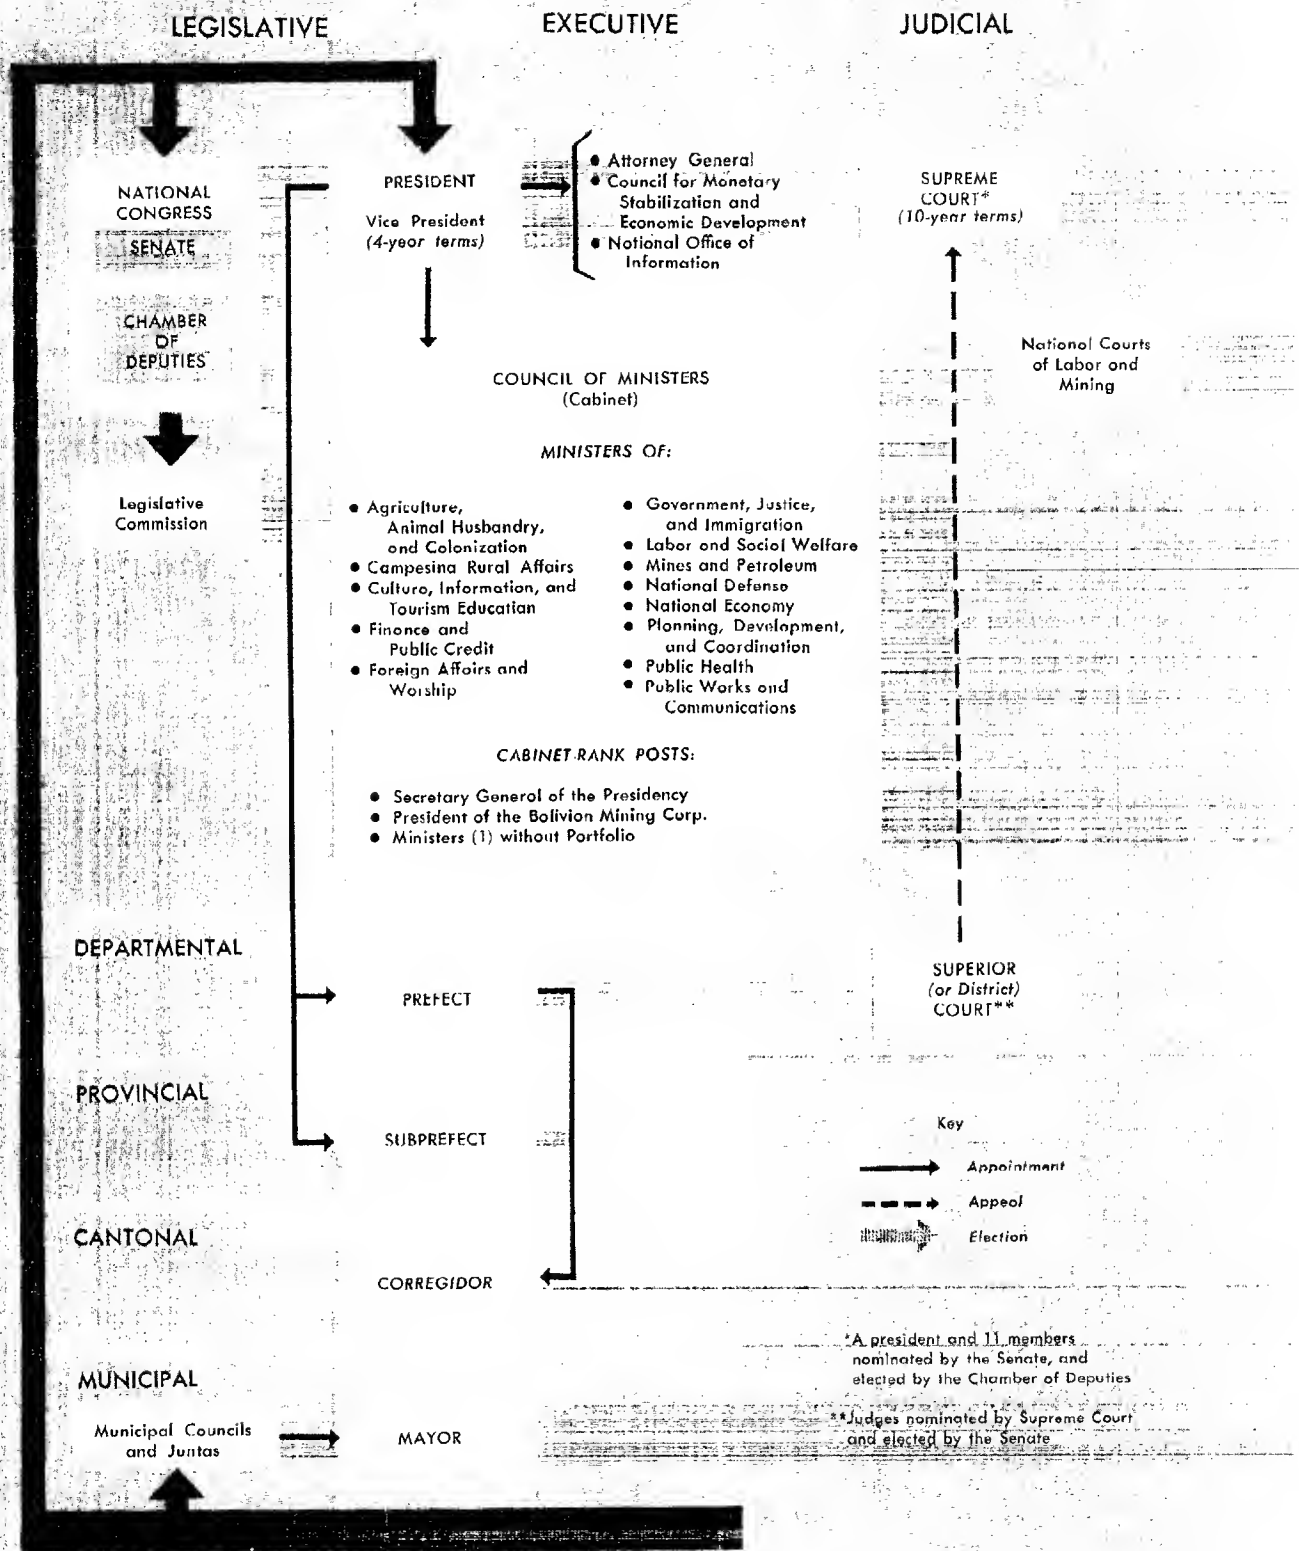 LEGISLATIVE
EXECUTIVE
JUDICIAL
NATIONAL
CONGRESS
SENATE
CHAMBER
OF
DEPUTIES
Legislative
Commission
PRESIDENT
Vice President
(4-year terms)
● Attorney General
● Council for Monetary
Stabilization and
Economic Development
● National Office of
Information
SUPREME
COURT*
(10-year terms)
National Courts
of Labor and
Mining
COUNCIL OF MINISTERS
(Cabinet)
MINISTERS OF:
● Agriculture,
Animal Husbandry,
and Colonization
● Campesina Rural Affairs
● Culture, Information, and
Tourism Education
● Finance and
Public Credit
● Foreign Affairs and
Worship
● Government, Justice,
and Immigration
● Labor and Social Welfare
● Mines and Petroleum
● National Defense
● National Economy
● Planning, Development,
and Coordination
● Public Health
● Public Works and
Communications
CABINET-RANK POSTS:
● Secretary General of the Presidency
● President of the Bolivian Mining Corp.
● Ministers (1) without Portfolio
DEPARTMENTAL
PREFECT
SUPERIOR
(or District)
COURT**
PROVINCIAL
SUBPREFECT
Key
Appointment
Appeal
Election
CANTONAL
CORREGIDOR
MUNICIPAL
Municipal Councils
and Juntas
MAYOR
*A president and 11 members
nominated by the Senate, and
elected by the Chamber of Deputies
**Judges nominated by Supreme Court
and elected by the Senate